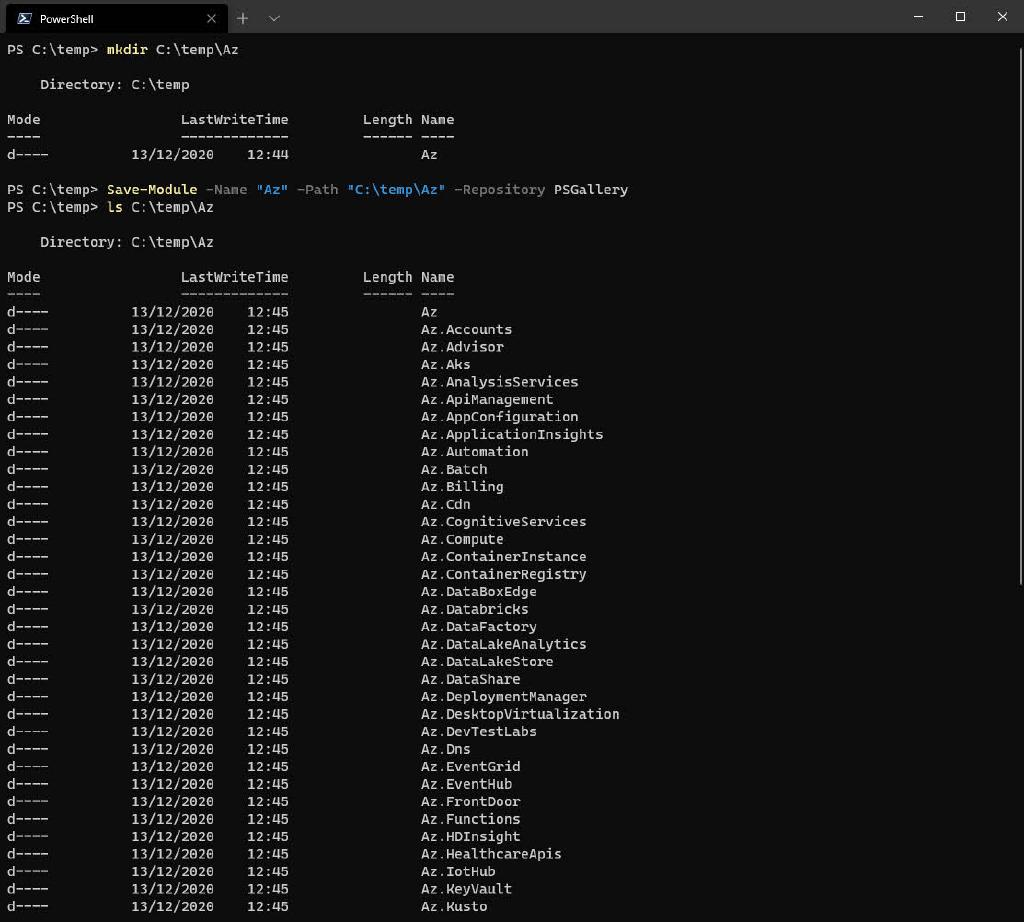 PowerShell
PS C:\temp> mkdir C:\temp\Az
Directory: C:\temp
Mode LastWriteTime Length Name
---- ------------- ------ ----
d---- 13/12/2020 12:44 Az
PS C:\temp> Save-Module -Name "Az" -Path "C:\temp\Az" -Repository PSGallery
PS C:\temp> ls C:\temp\Az
Directory: C:\temp\Az
Mode LastWriteTime Length Name
---- ------------- ------ ----
d---- 13/12/2020 12:45 Az
d---- 13/12/2020 12:45 Az.Accounts
d---- 13/12/2020 12:45 Az.Advisor
d---- 13/12/2020 12:45 Az.Aks
d---- 13/12/2020 12:45 Az.AnalysisServices
d---- 13/12/2020 12:45 Az.ApiManagement
d---- 13/12/2020 12:45 Az.AppConfiguration
d---- 13/12/2020 12:45 Az.ApplicationInsights
d---- 13/12/2020 12:45 Az.Automation
d---- 13/12/2020 12:45 Az.Batch
d---- 13/12/2020 12:45 Az.Billing
d---- 13/12/2020 12:45 Az.Cdn
d---- 13/12/2020 12:45 Az.CognitiveServices
d---- 13/12/2020 12:45 Az.Compute
d---- 13/12/2020 12:45 Az.ContainerInstance
d---- 13/12/2020 12:45 Az.ContainerRegistry
d---- 13/12/2020 12:45 Az.DataBoxEdge
d---- 13/12/2020 12:45 Az.Databricks
d---- 13/12/2020 12:45 Az.DataFactory
d---- 13/12/2020 12:45 Az.DataLakeAnalytics
d---- 13/12/2020 12:45 Az.DataLakeStore
d---- 13/12/2020 12:45 Az.DataShare
d---- 13/12/2020 12:45 Az.DeploymentManager
d---- 13/12/2020 12:45 Az.DesktopVirtualization
d---- 13/12/2020 12:45 Az.DevTestLabs
d---- 13/12/2020 12:45 Az.Dns
d---- 13/12/2020 12:45 Az.EventGrid
d---- 13/12/2020 12:45 Az.EventHub
d---- 13/12/2020 12:45 Az.FrontDoor
d---- 13/12/2020 12:45 Az.Functions
d---- 13/12/2020 12:45 Az.HDInsight
d---- 13/12/2020 12:45 Az.HealthcareApis
d---- 13/12/2020 12:45 Az.IotHub
d---- 13/12/2020 12:45 Az.KeyVault
d---- 13/12/2020 12:45 Az.Kusto